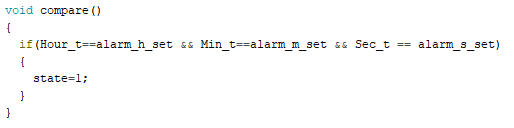 void compare()
{
  if(Hour_t==alarm_h_set && Min_t==alarm_m_set && Sec_t == alarm_s_set)
  {
    state=1;
  }
}